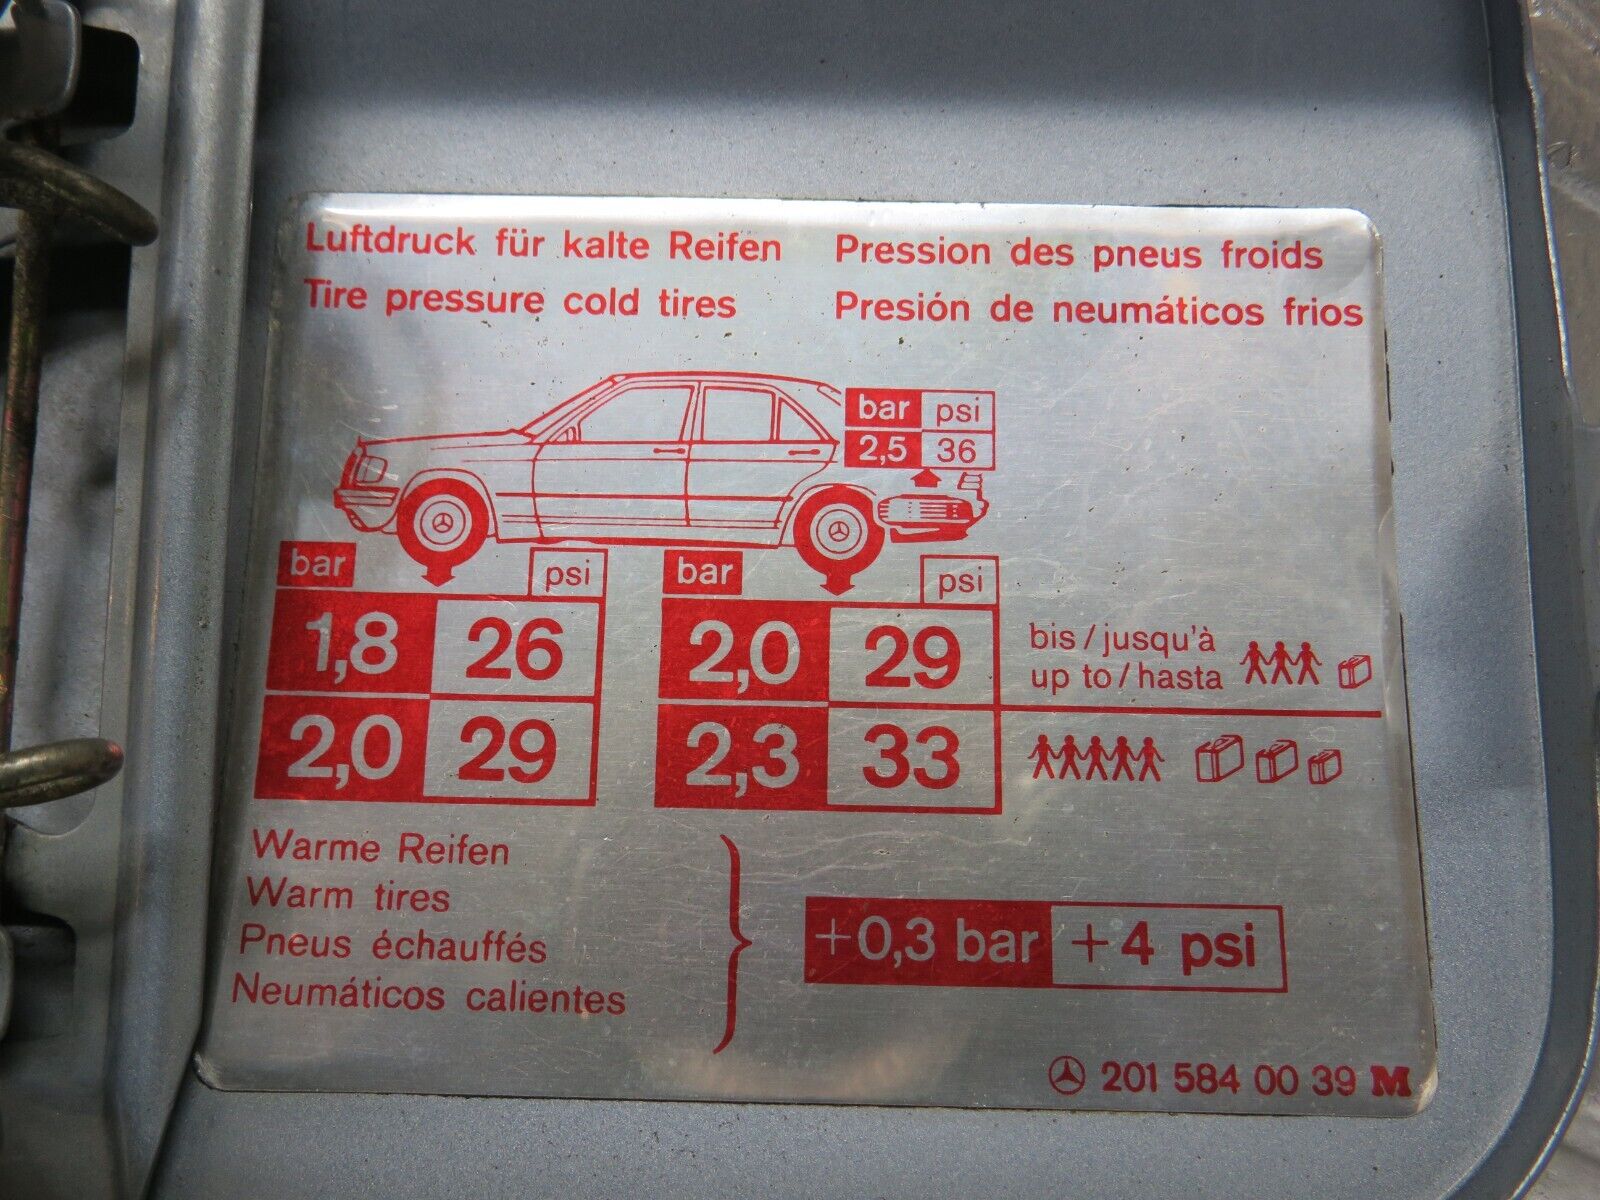 Luftdruck für kalte Reifen Pression des pneus froids
Tire pressure cold tires Presión de neumáticos frios
bar psi
2,5 36
bar psi bar psi
1,8 26 2,0 29 bis / jusqu'à
up to / hasta
2,0 29 2,3 33
Warme Reifen
Warm tires
Pneus échauffés
Neumáticos calientes
+0,3 bar +4 psi
201 584 00 39 M